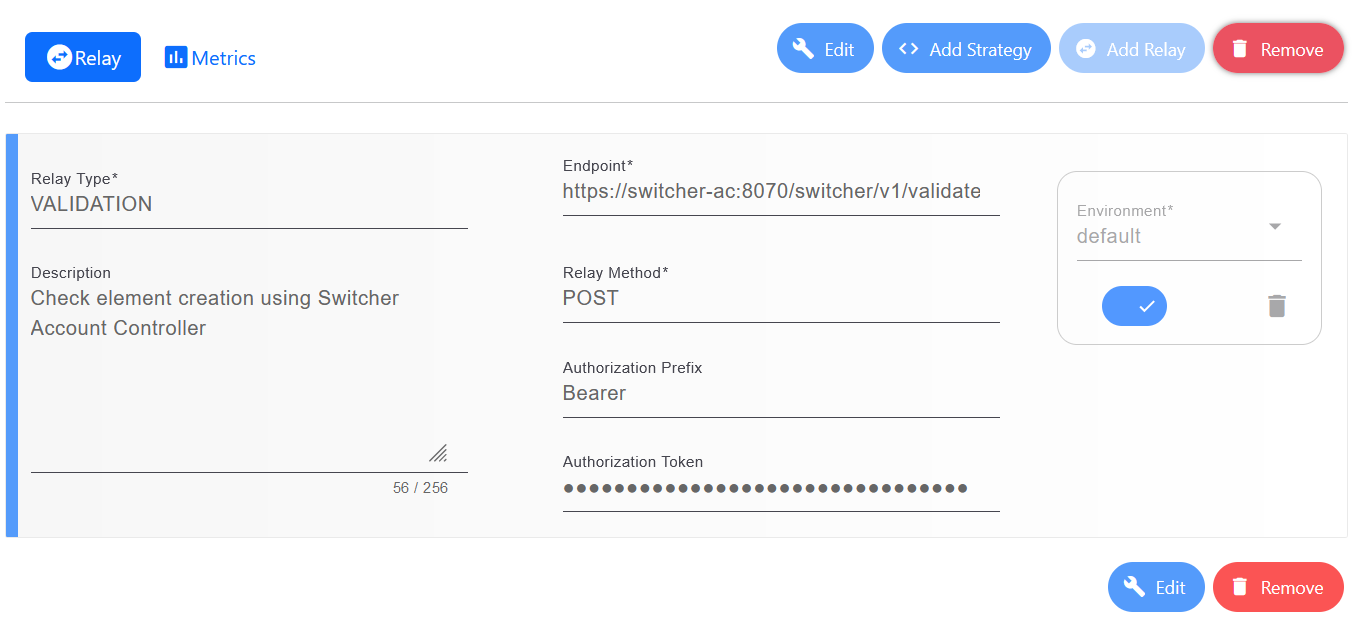 Relay
Metrics
Edit
Add Strategy
Add Relay
Remove
Relay Type*
VALIDATION
Description
Check element creation using Switcher
Account Controller
56 / 256
Endpoint*
https://switcher-ac:8070/switcher/v1/validate
Relay Method*
POST
Authorization Prefix
Bearer
Authorization Token
••••••••••••••••••••••••••••••••
Environment*
default
Edit
Remove